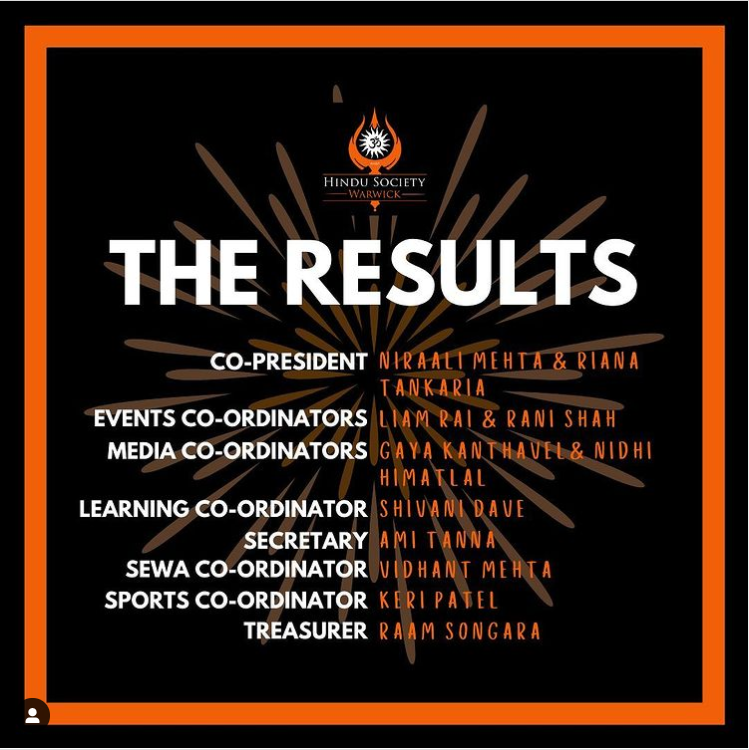 HINDU SOCIETY
WARWICK
THE RESULTS
CO-PRESIDENT NIRAALI MEHTA & RIANA
TANKARIA
EVENTS CO-ORDINATORS LIAM RAI & RANI SHAH
MEDIA CO-ORDINATORS GAYA KANTHAVEL& NIDHI
HIMATLAL
LEARNING CO-ORDINATOR SHIVANI DAVE
SECRETARY AMI TANNA
SEWA CO-ORDINATOR VIDHANT MEHTA
SPORTS CO-ORDINATOR KERI PATEL
TREASURER RAAM SONGARA